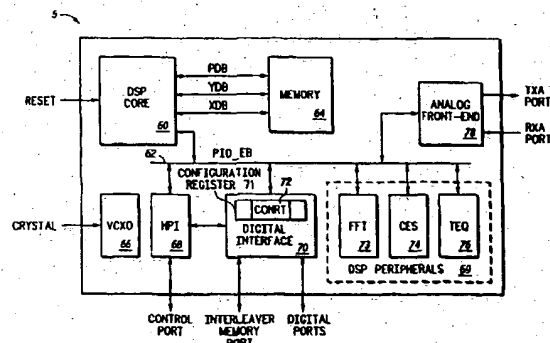 5
PDB
YDB
XDB
DSP
CORE
60
MEMORY
64
RESET
ANALOG
FRONT-END
78
TXA
PORT
RXA
PORT
62
PIO_EB
CONFIGURATION
REGISTER 71
72
CONRT
DIGITAL
INTERFACE
70
CRYSTAL
VCXO
66
HPI
68
FFT
73
CES
74
TEQ
76
DSP PERIPHERALS
69
CONTROL
PORT
INTERLEAVER
MEMORY
PORT
DIGITAL
PORTS